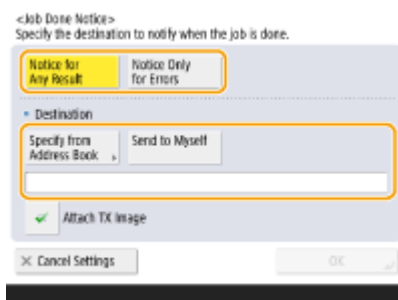 <Job Done Notice>
Specify the destination to notify when the job is done.
Notice for
Any Result
Notice Only
for Errors
Destination
Specify from
Address Book
Send to Myself
Attach TX Image
Cancel Settings
OK